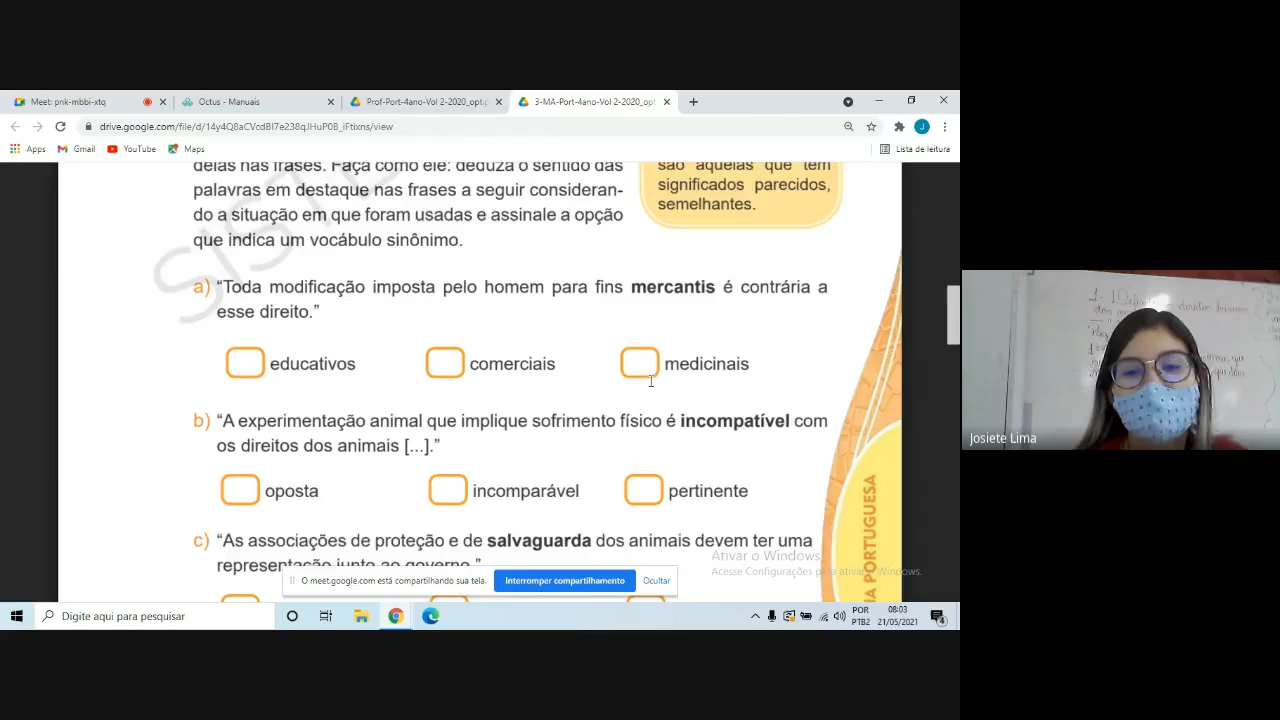 Meet: pnk-mbbi-xtq
Octus - Manuais
Prof-Port-4ano-Vol 2-2020_opt.
3-MA-Port-4ano-Vol 2-2020_opt
drive.google.com/file/d/14y4Q8aCVcdBI7e238qJHuP0B_iFtixns/view
Apps Gmail YouTube Maps Lista de leitura
delas nas frases. Faça como ele: deduza o sentido das
palavras em destaque nas frases a seguir consideran-
do a situação em que foram usadas e assinale a opção
que indica um vocábulo sinônimo.
são aquelas que têm
significados parecidos,
semelhantes.
SISTE
a) “Toda modificação imposta pelo homem para fins mercantis é contrária a
esse direito.”
educativos comerciais medicinais
b) “A experimentação animal que implique sofrimento físico é incompatível com
os direitos dos animais [...].”
oposta incomparável pertinente
c) “As associações de proteção e de salvaguarda dos animais devem ter uma
representação junto ao governo.”
A PORTUGUESA
Ativar o Windows
Acesse Configurações para ativar o Windows.
O meet.google.com está compartilhando sua tela. Interromper compartilhamento Ocultar
Digite aqui para pesquisar
POR
PTB2
08:03
21/05/2021
4
J
Josiete Lima